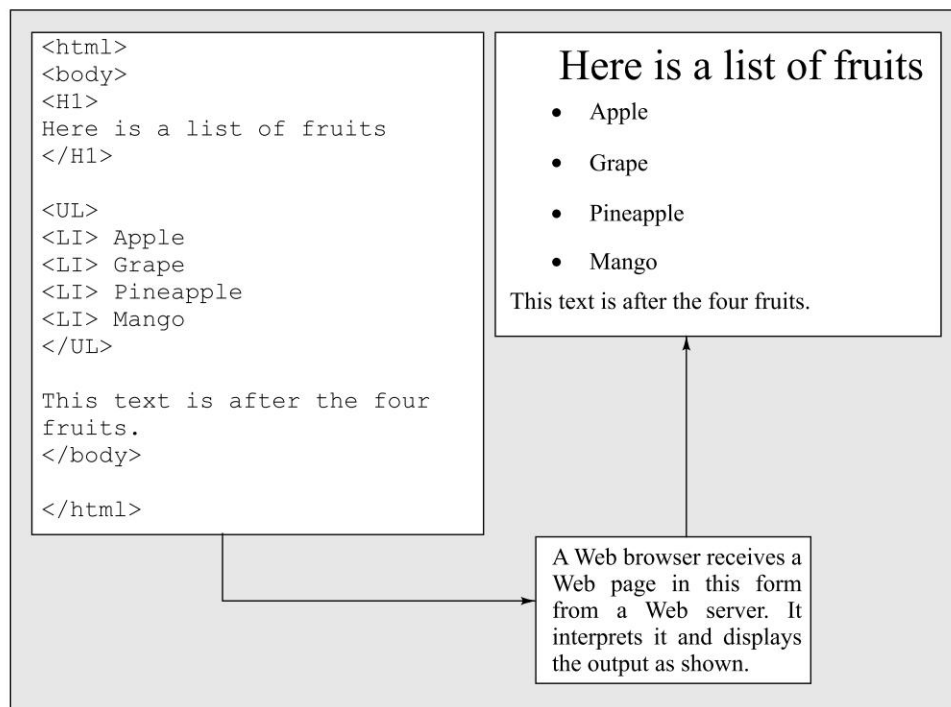 <html>
<body>
<H1>
Here is a list of fruits
</H1>
<UL>
<LI> Apple
<LI> Grape
<LI> Pineapple
<LI> Mango
</UL>
This text is after the four
fruits.
</body>
</html>
Here is a list of fruits
• Apple
• Grape
• Pineapple
• Mango
This text is after the four fruits.
A Web browser receives a
Web page in this form
from a Web server. It
interprets it and displays
the output as shown.